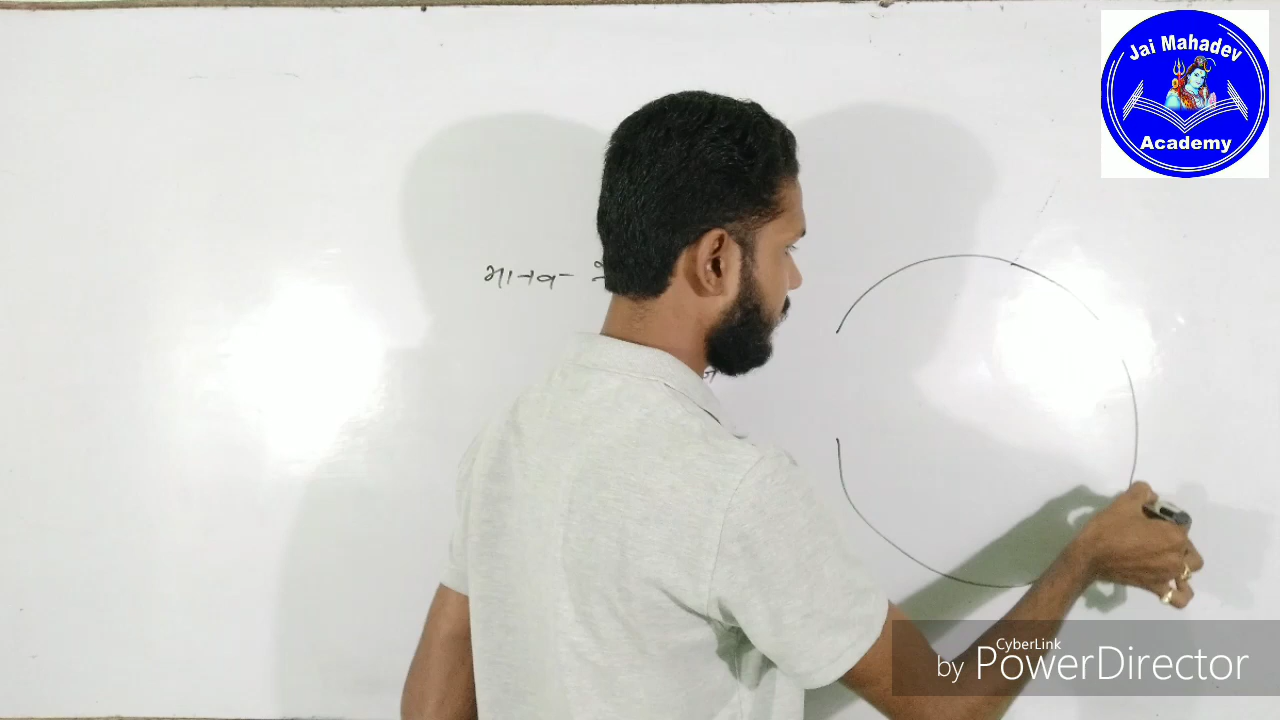 Jai Mahadev
Academy
मानव
CyberLink
by PowerDirector